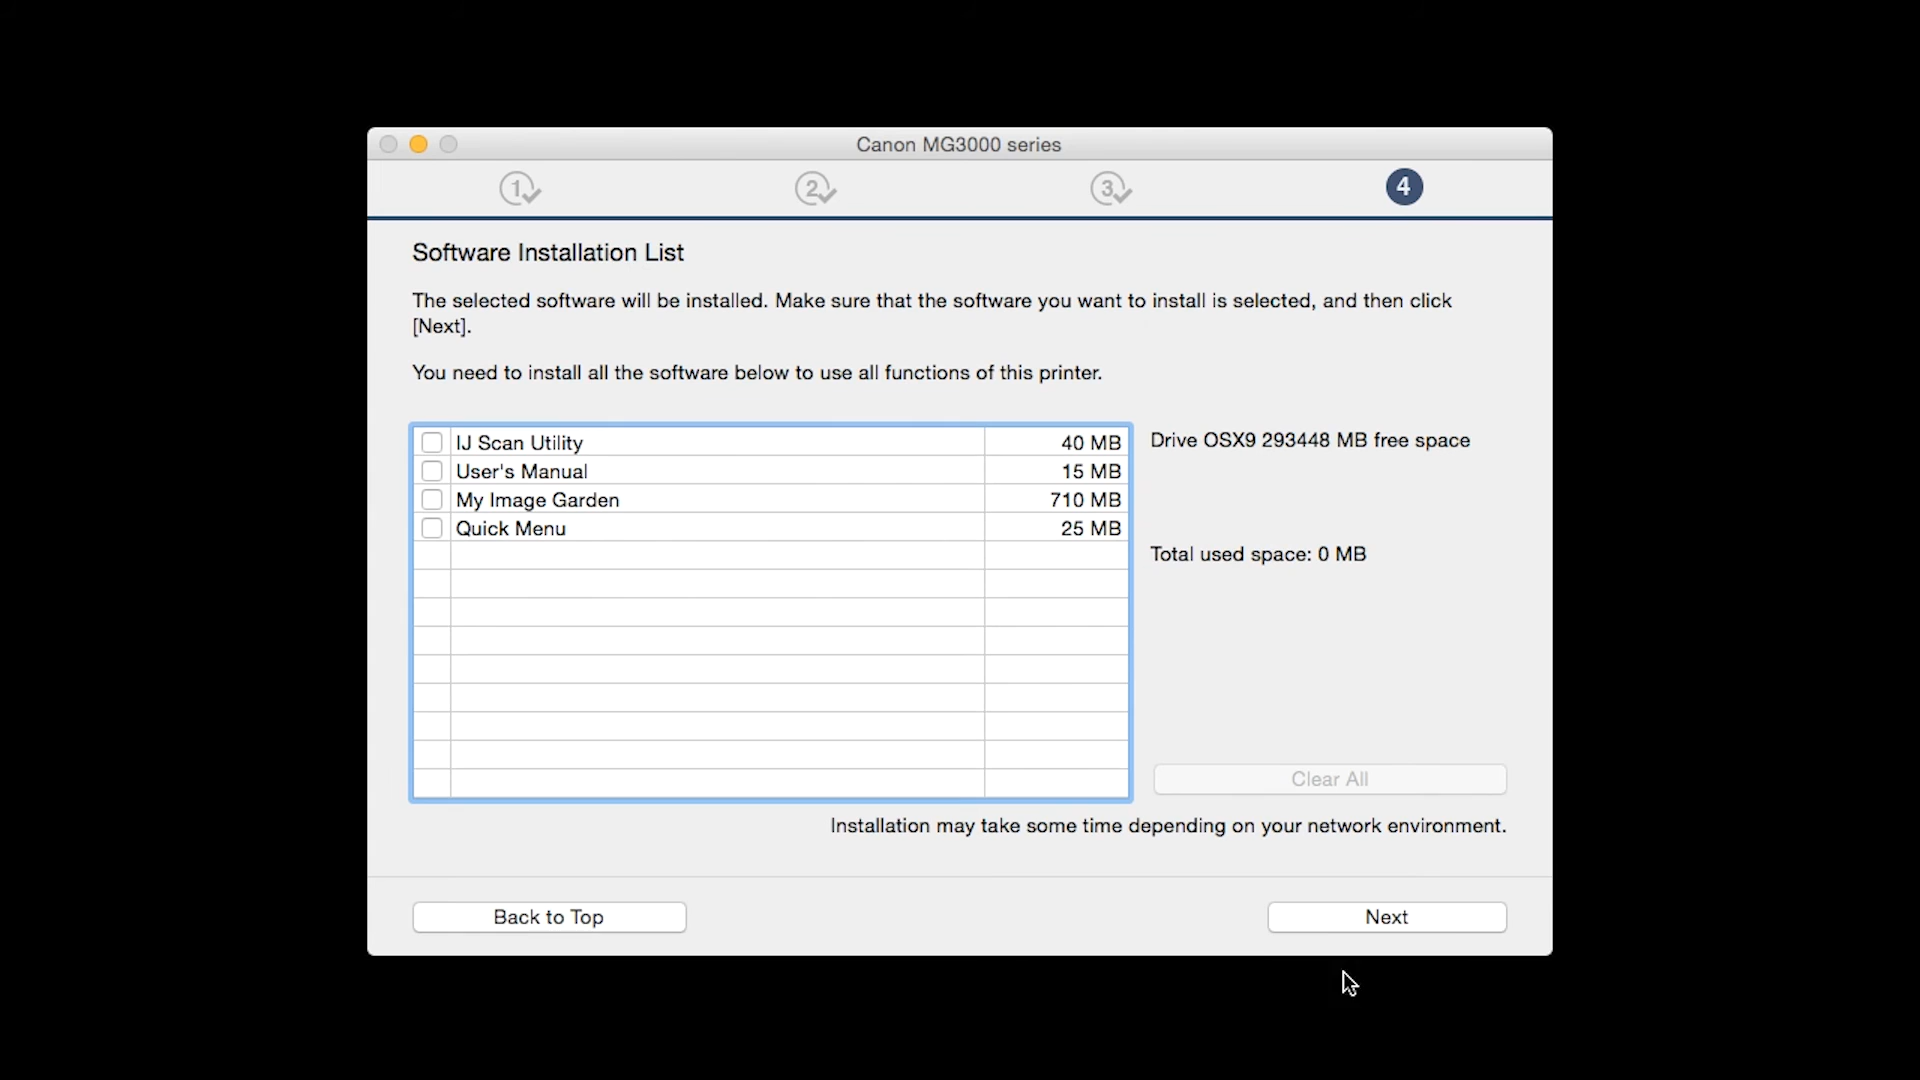 Canon MG3000 series
1 2 3 4
Software Installation List
The selected software will be installed. Make sure that the software you want to install is selected, and then click
[Next].
You need to install all the software below to use all functions of this printer.
IJ Scan Utility 40 MB
User's Manual 15 MB
My Image Garden 710 MB
Quick Menu 25 MB
Drive OSX9 293448 MB free space
Total used space: 0 MB
Clear All
Installation may take some time depending on your network environment.
Back to Top
Next